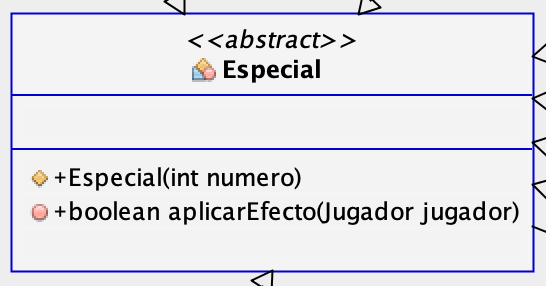 <<abstract>>
Especial
+Especial(int numero)
+boolean aplicarEfecto(Jugador jugador)